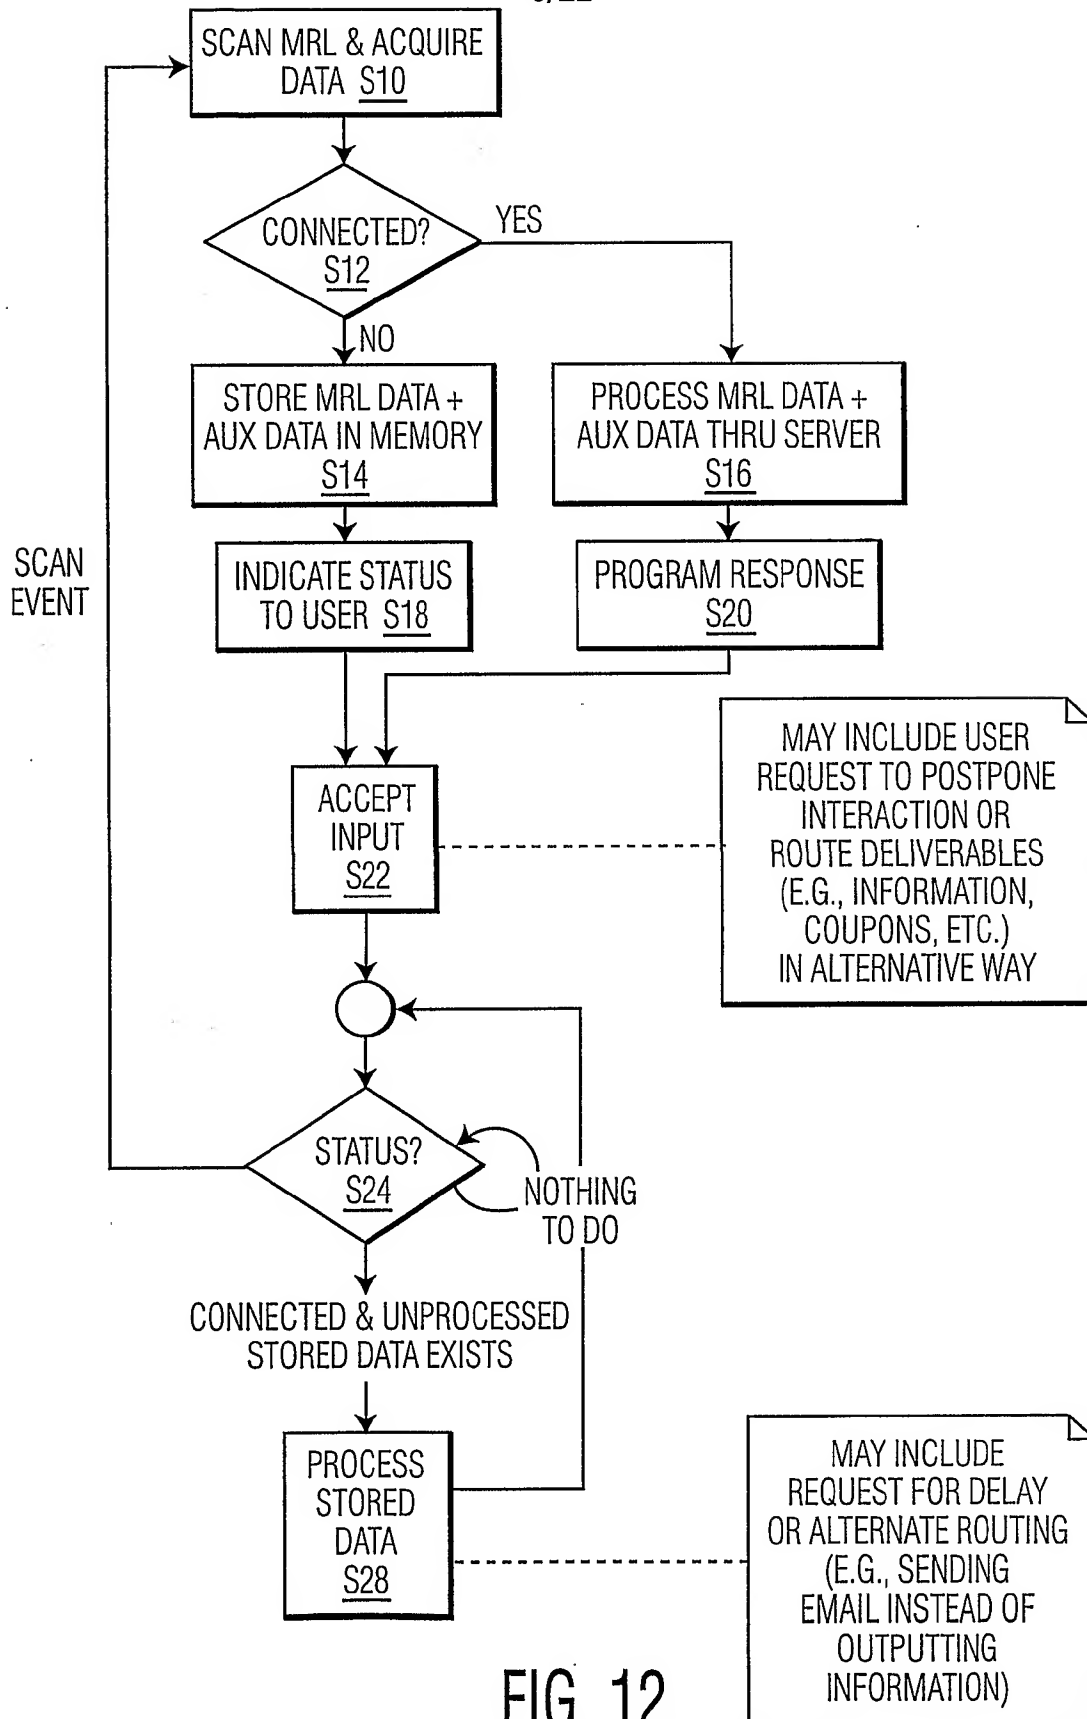 SCAN MRL & ACQUIRE
DATA S10
CONNECTED?
S12
YES
NO
STORE MRL DATA +
AUX DATA IN MEMORY
S14
PROCESS MRL DATA +
AUX DATA THRU SERVER
S16
SCAN
EVENT
INDICATE STATUS
TO USER S18
PROGRAM RESPONSE
S20
ACCEPT
INPUT
S22
MAY INCLUDE USER
REQUEST TO POSTPONE
INTERACTION OR
ROUTE DELIVERABLES
(E.G., INFORMATION,
COUPONS, ETC.)
IN ALTERNATIVE WAY
STATUS?
S24
NOTHING
TO DO
CONNECTED & UNPROCESSED
STORED DATA EXISTS
PROCESS
STORED
DATA
S28
MAY INCLUDE
REQUEST FOR DELAY
OR ALTERNATE ROUTING
(E.G., SENDING
EMAIL INSTEAD OF
OUTPUTTING
INFORMATION)
FIG. 12